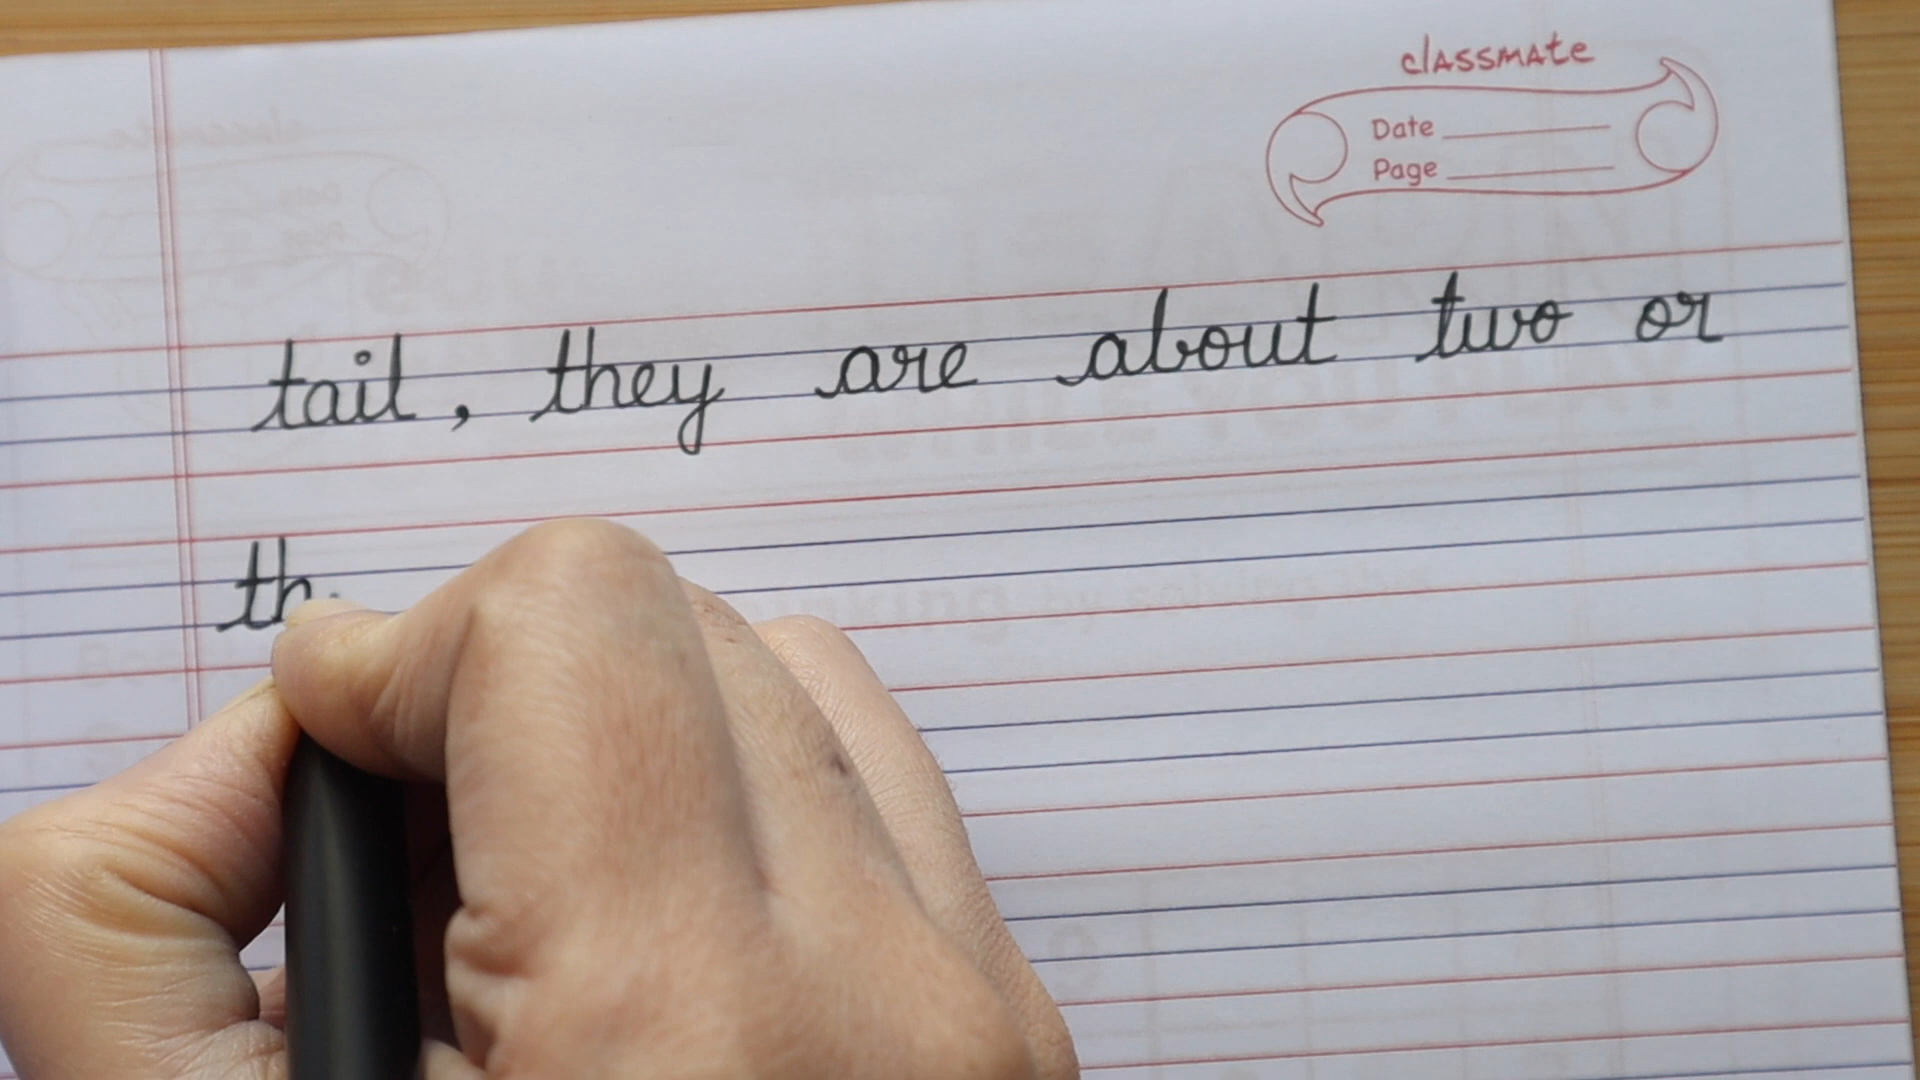 classmate
Date
Page
tail, they are about two or
th